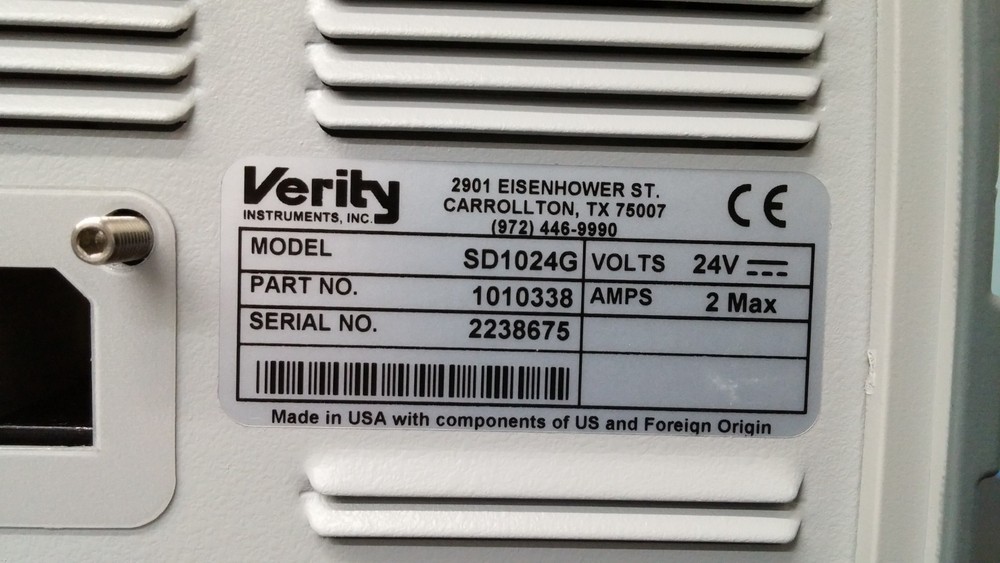 Verity
INSTRUMENTS, INC.
2901 EISENHOWER ST.
CARROLLTON, TX 75007
(972) 446-9990
CE
MODEL SD1024G VOLTS 24V
PART NO. 1010338 AMPS 2 Max
SERIAL NO. 2238675
Made in USA with components of US and Foreign Origin